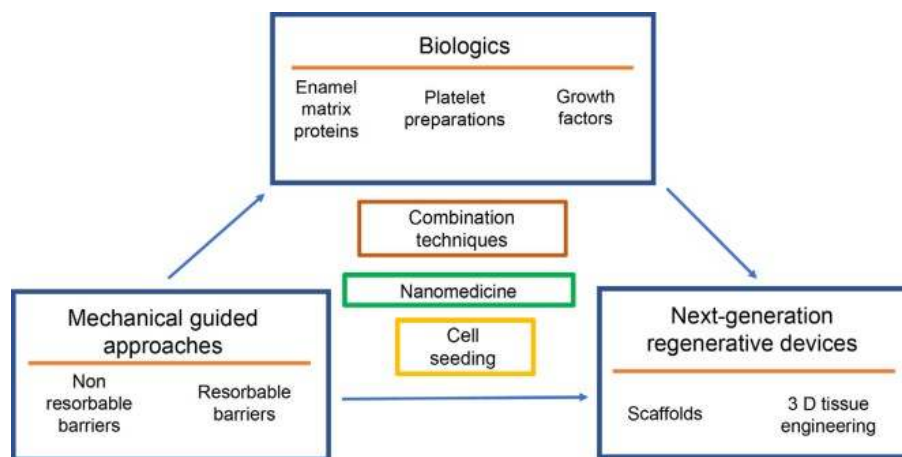 Biologics
Enamel
matrix
proteins
Platelet
preparations
Growth
factors
Combination
techniques
Nanomedicine
Cell
seeding
Mechanical guided
approaches
Non
resorbable
barriers
Resorbable
barriers
Next-generation
regenerative devices
Scaffolds
3 D tissue
engineering